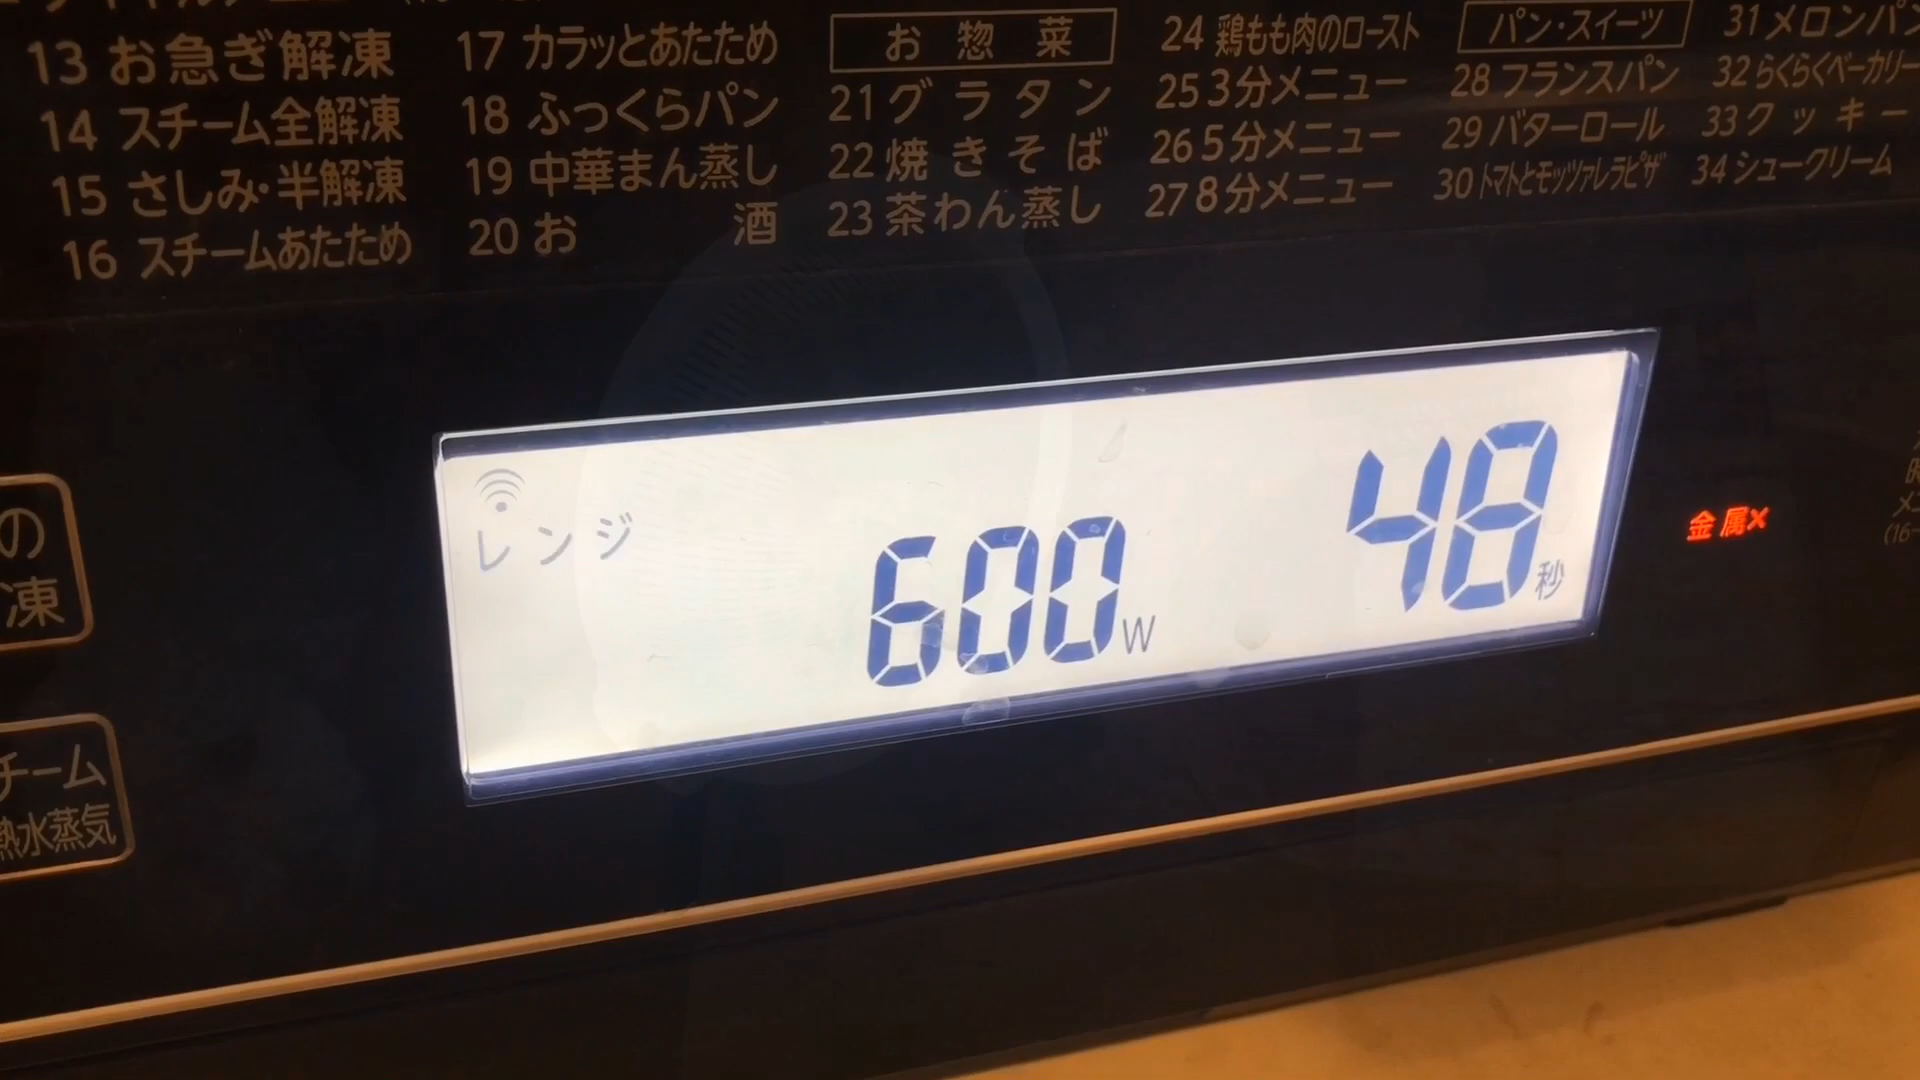 13 お急ぎ解凍
14 スチーム全解凍
15 さしみ・半解凍
16 スチームあたため
17 カラッとあたため
18 ふっくらパン
19 中華まん蒸し
20 お酒
お惣菜
21 グラタン
22 焼きそば
23 茶わん蒸し
24 鶏もも肉のロースト
25 3分メニュー
26 5分メニュー
27 8分メニュー
パン・スイーツ
28 フランスパン
29 バターロール
30 トマトとモッツァレラピザ
31 メロンパン
32 らくらくベーカリー
33 クッキー
34 シュークリーム
レンジ
600W
48秒
金属×
の
凍
チーム
熱水蒸気